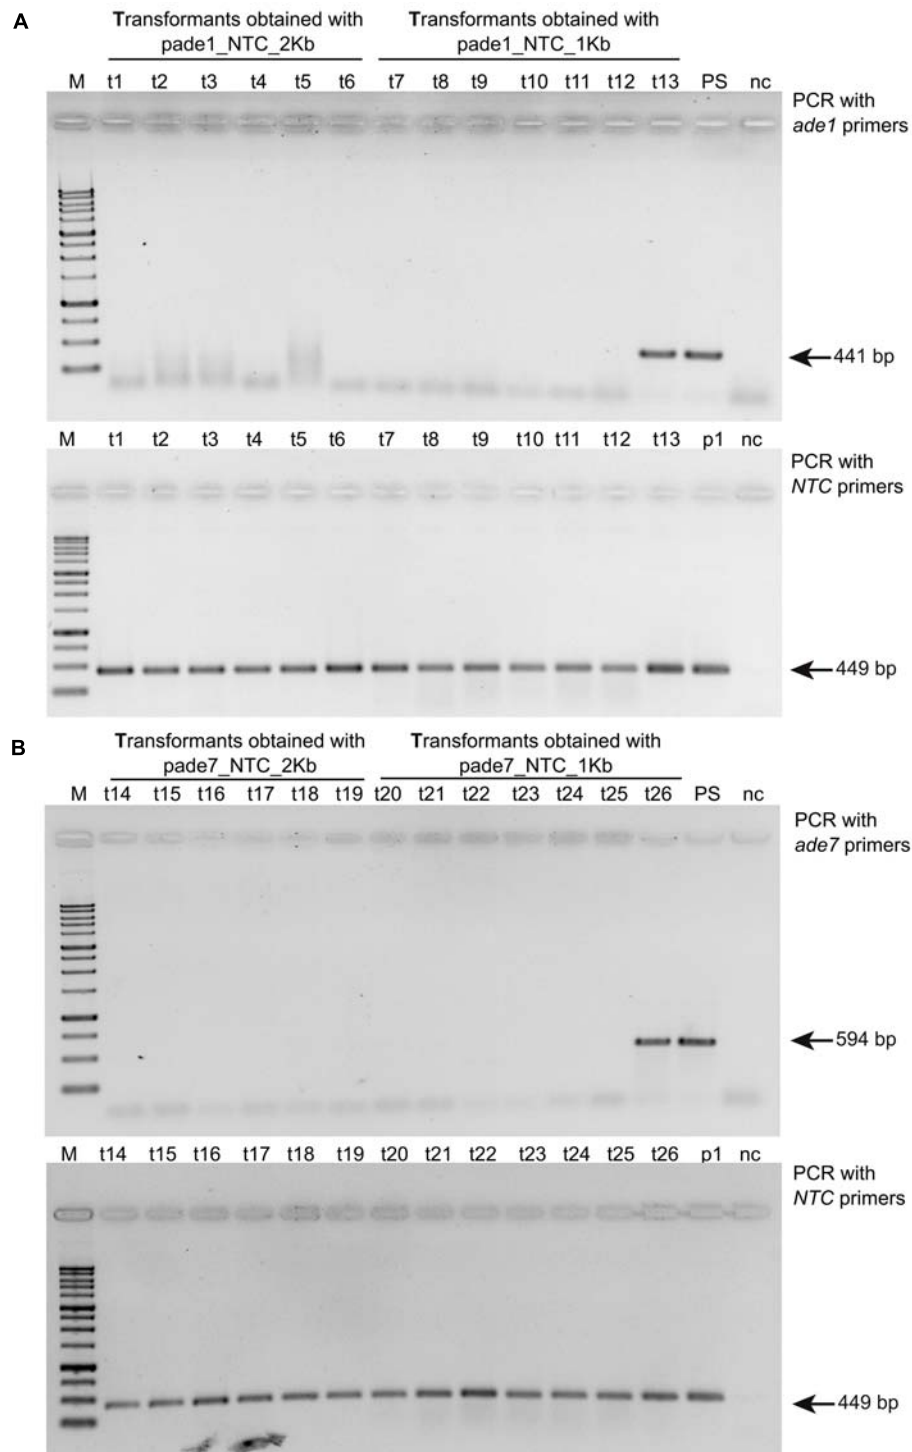 A
Transformants obtained with
pade1_NTC_2Kb
Transformants obtained with
pade1_NTC_1Kb
M t1 t2 t3 t4 t5 t6 t7 t8 t9 t10 t11 t12 t13 PS nc
PCR with
ade1 primers
441 bp
M t1 t2 t3 t4 t5 t6 t7 t8 t9 t10 t11 t12 t13 p1 nc
PCR with
NTC primers
449 bp
B
Transformants obtained with
pade7_NTC_2Kb
Transformants obtained with
pade7_NTC_1Kb
M t14 t15 t16 t17 t18 t19 t20 t21 t22 t23 t24 t25 t26 PS nc
PCR with
ade7 primers
594 bp
M t14 t15 t16 t17 t18 t19 t20 t21 t22 t23 t24 t25 t26 p1 nc
PCR with
NTC primers
449 bp